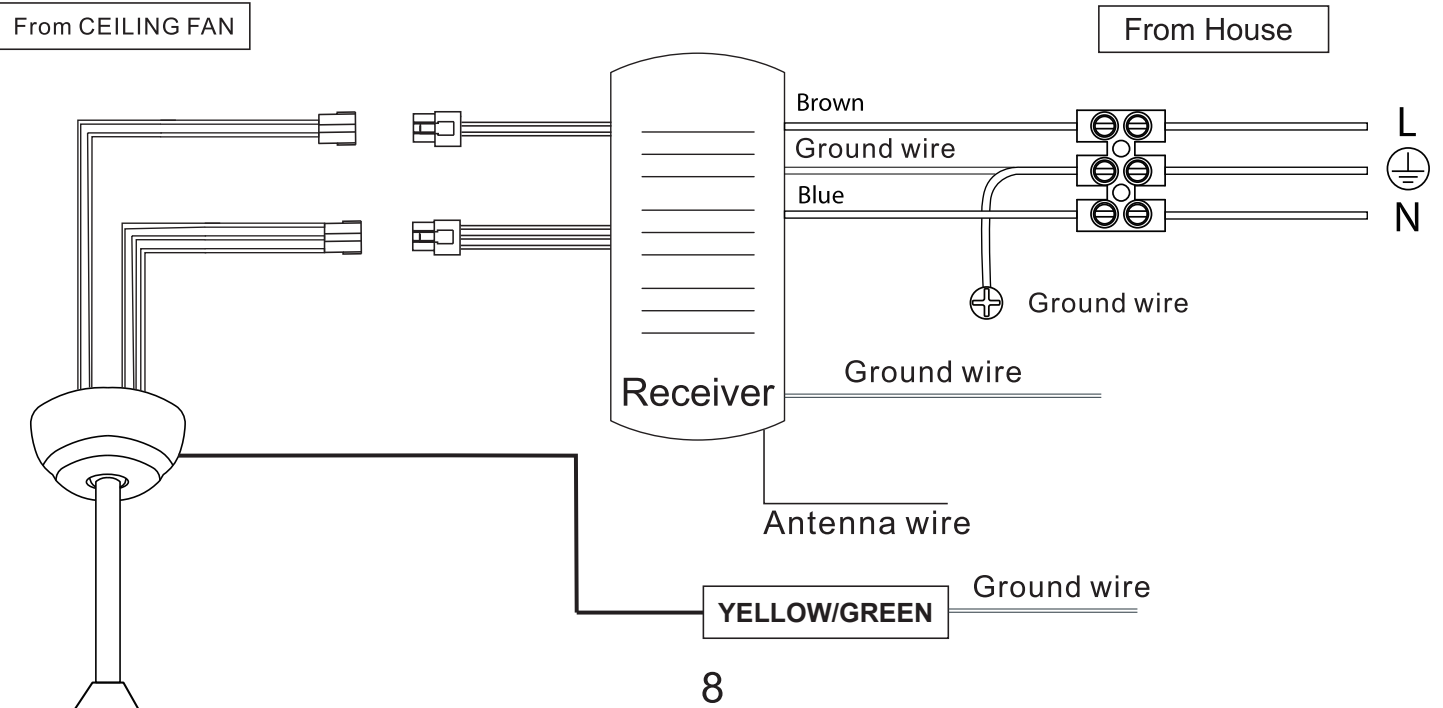 From CEILING FAN
From House
Brown
L
Ground wire
Blue
N
Ground wire
Ground wire
Receiver
Antenna wire
Ground wire
YELLOW/GREEN
8